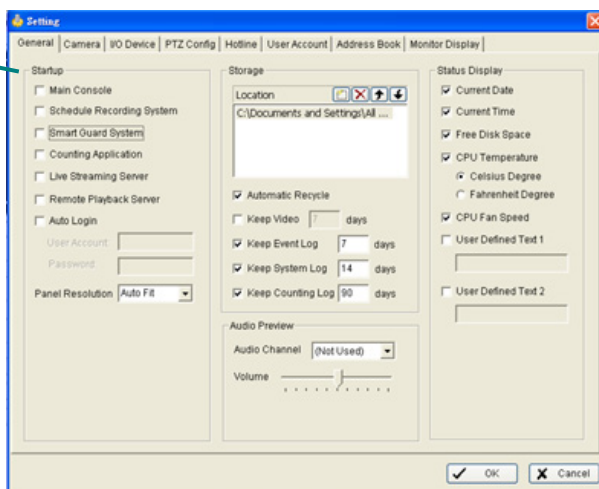 Setting
General Camera I/O Device PTZ Config Hotline User Account Address Book Monitor Display
Startup
Main Console
Schedule Recording System
Smart Guard System
Counting Application
Live Streaming Server
Remote Playback Server
Auto Login
User Account:
Password:
Panel Resolution Auto Fit
Storage
Location
C:\Documents and Settings\All ....
Automatic Recycle
Keep Video 7 days
Keep Event Log 7 days
Keep System Log 14 days
Keep Counting Log 90 days
Audio Preview
Audio Channel (Not Used)
Volume
Status Display
Current Date
Current Time
Free Disk Space
CPU Temperature
Celsius Degree
Fahrenheit Degree
CPU Fan Speed
User Defined Text 1
User Defined Text 2
OK Cancel